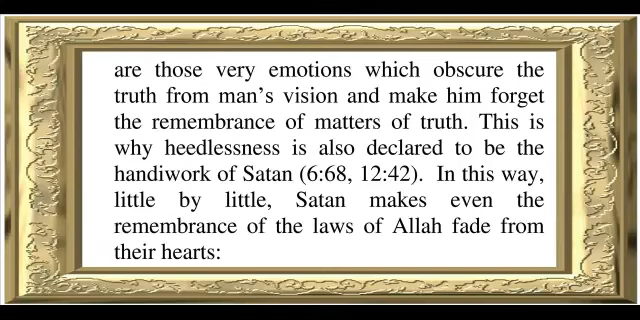 are those very emotions which obscure the
truth from man's vision and make him forget
the remembrance of matters of truth. This is
why heedlessness is also declared to be the
handiwork of Satan (6:68, 12:42).  In this way,
little by little, Satan makes even the
remembrance of the laws of Allah fade from
their hearts: